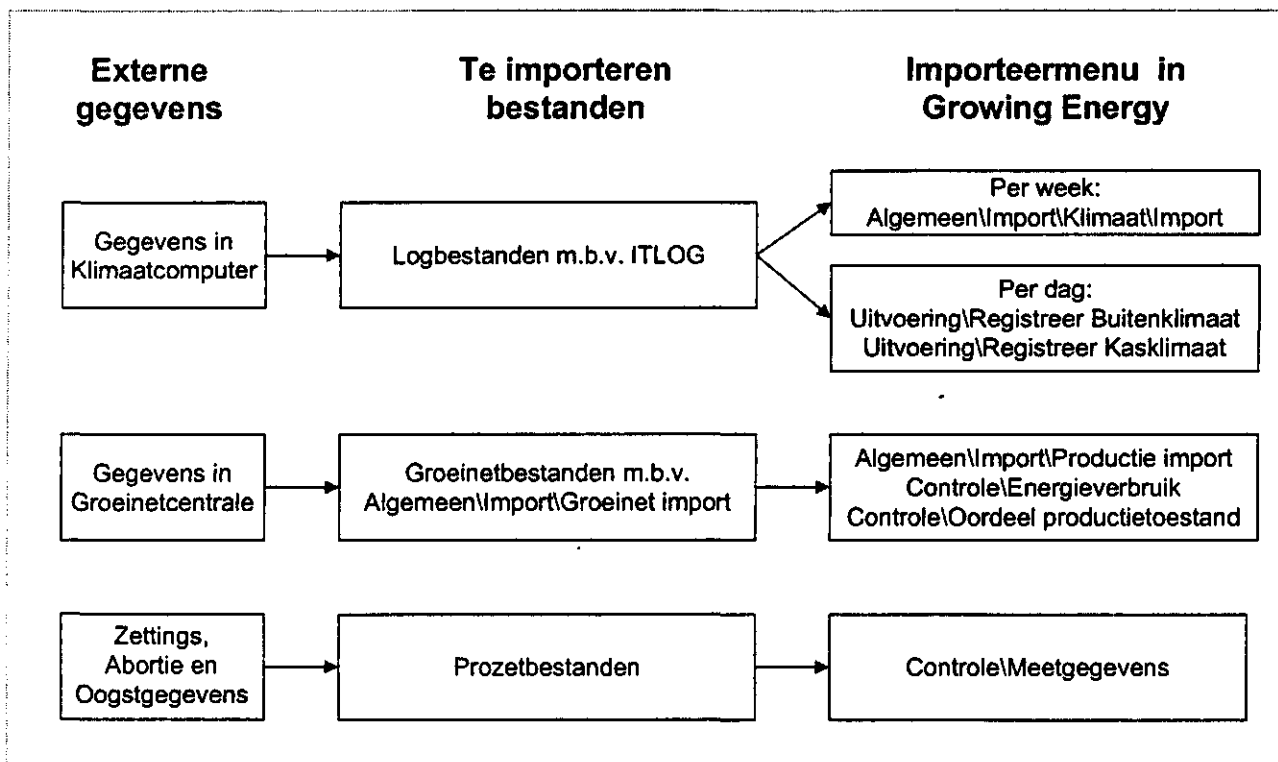 Externe
gegevens
Te importeren
bestanden
Importeermenu in
Growing Energy
Gegevens in
Klimaatcomputer
Logbestanden m.b.v. ITLOG
Per week:
Algemeen\Import\Klimaat\Import
Per dag:
Uitvoering\Registreer Buitenklimaat
Uitvoering\Registreer Kasklimaat
Gegevens in
Groeinetcentrale
Groeinetbestanden m.b.v.
Algemeen\Import\Groeinet import
Algemeen\Import\Productie import
Controle\Energieverbruik
Controle\Oordeel productietoestand
Zettings,
Abortie en
Oogstgegevens
Prozetbestanden
Controle\Meetgegevens